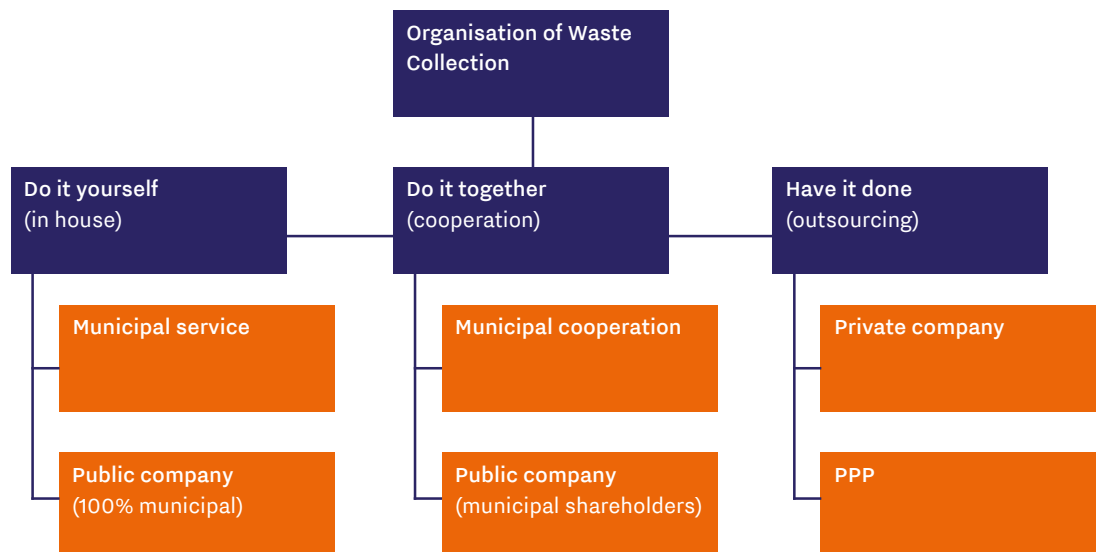 Organisation of Waste
Collection
Do it yourself
(in house)
Do it together
(cooperation)
Have it done
(outsourcing)
Municipal service
Municipal cooperation
Private company
Public company
(100% municipal)
Public company
(municipal shareholders)
PPP